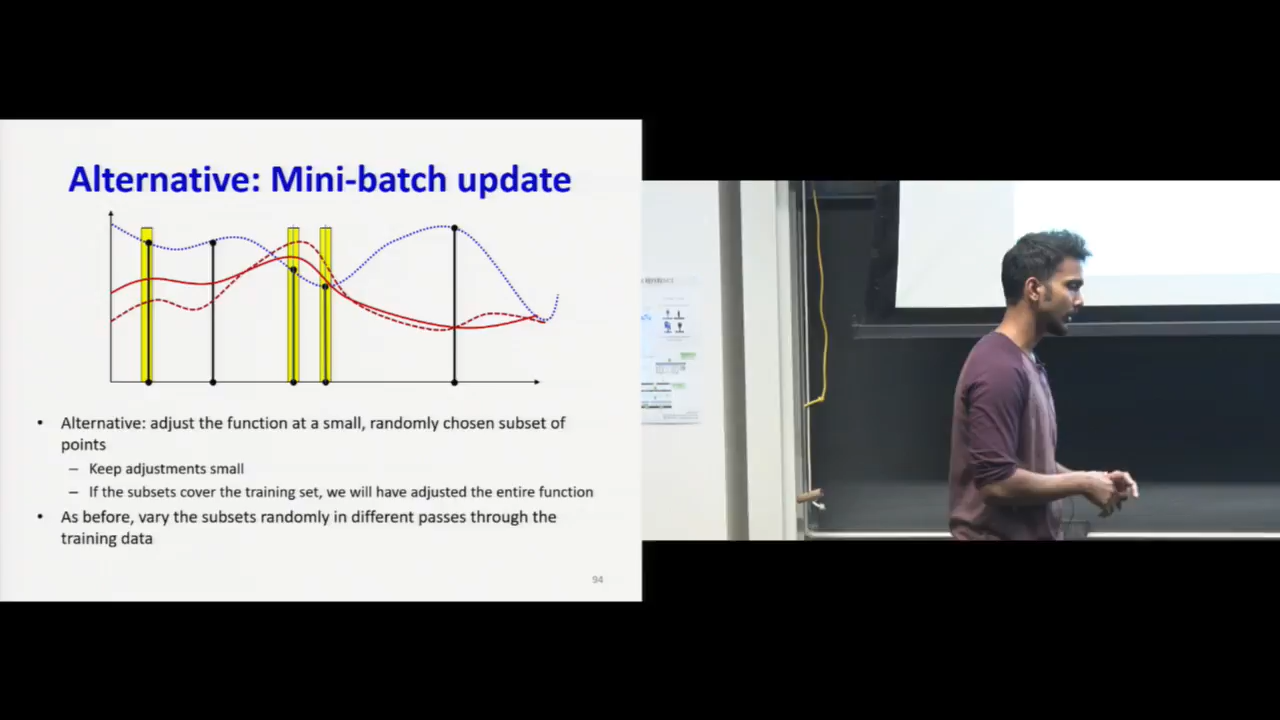 Alternative: Mini-batch update
• Alternative: adjust the function at a small, randomly chosen subset of
points
– Keep adjustments small
– If the subsets cover the training set, we will have adjusted the entire function
• As before, vary the subsets randomly in different passes through the
training data
94